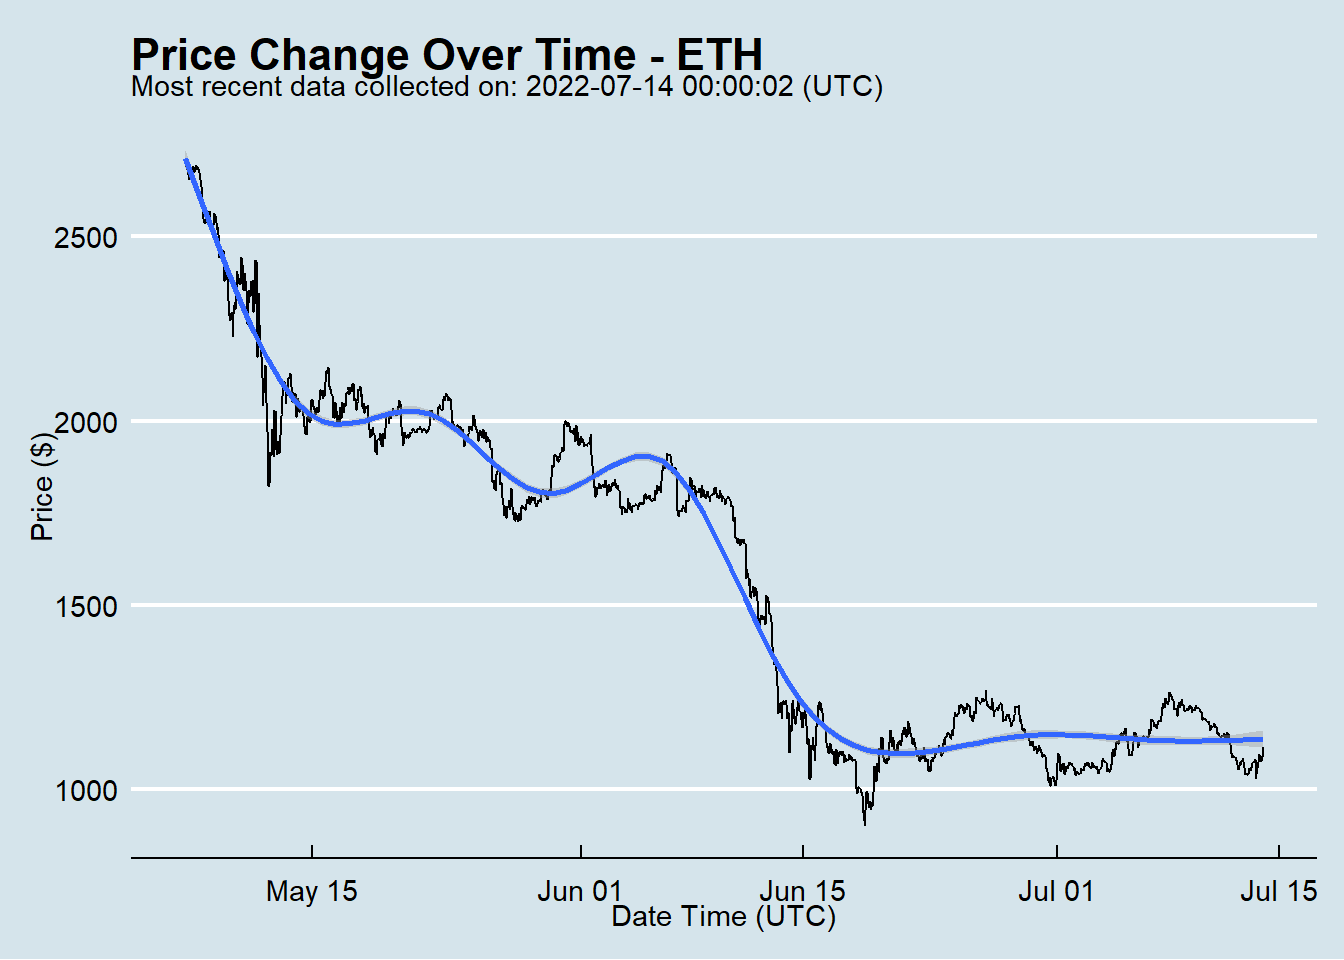 Price Change Over Time - ETH
Most recent data collected on: 2022-07-14 00:00:02 (UTC)
Price ($)
2500
2000
1500
1000
May 15
Jun 01
Jun 15
Jul 01
Jul 15
Date Time (UTC)